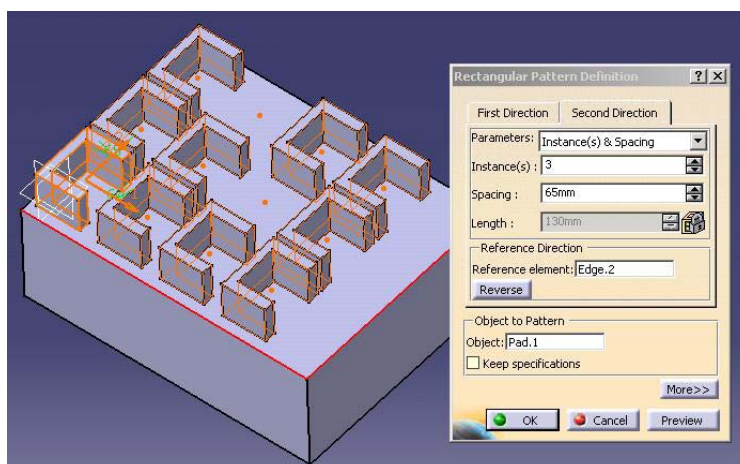 Rectangular Pattern Definition
First Direction Second Direction
Parameters: Instance(s) & Spacing
Instance(s) : 3
Spacing : 65mm
Length : 130mm
Reference Direction
Reference element: Edge.2
Reverse
Object to Pattern
Object: Pad.1
Keep specifications
More>>
OK Cancel Preview